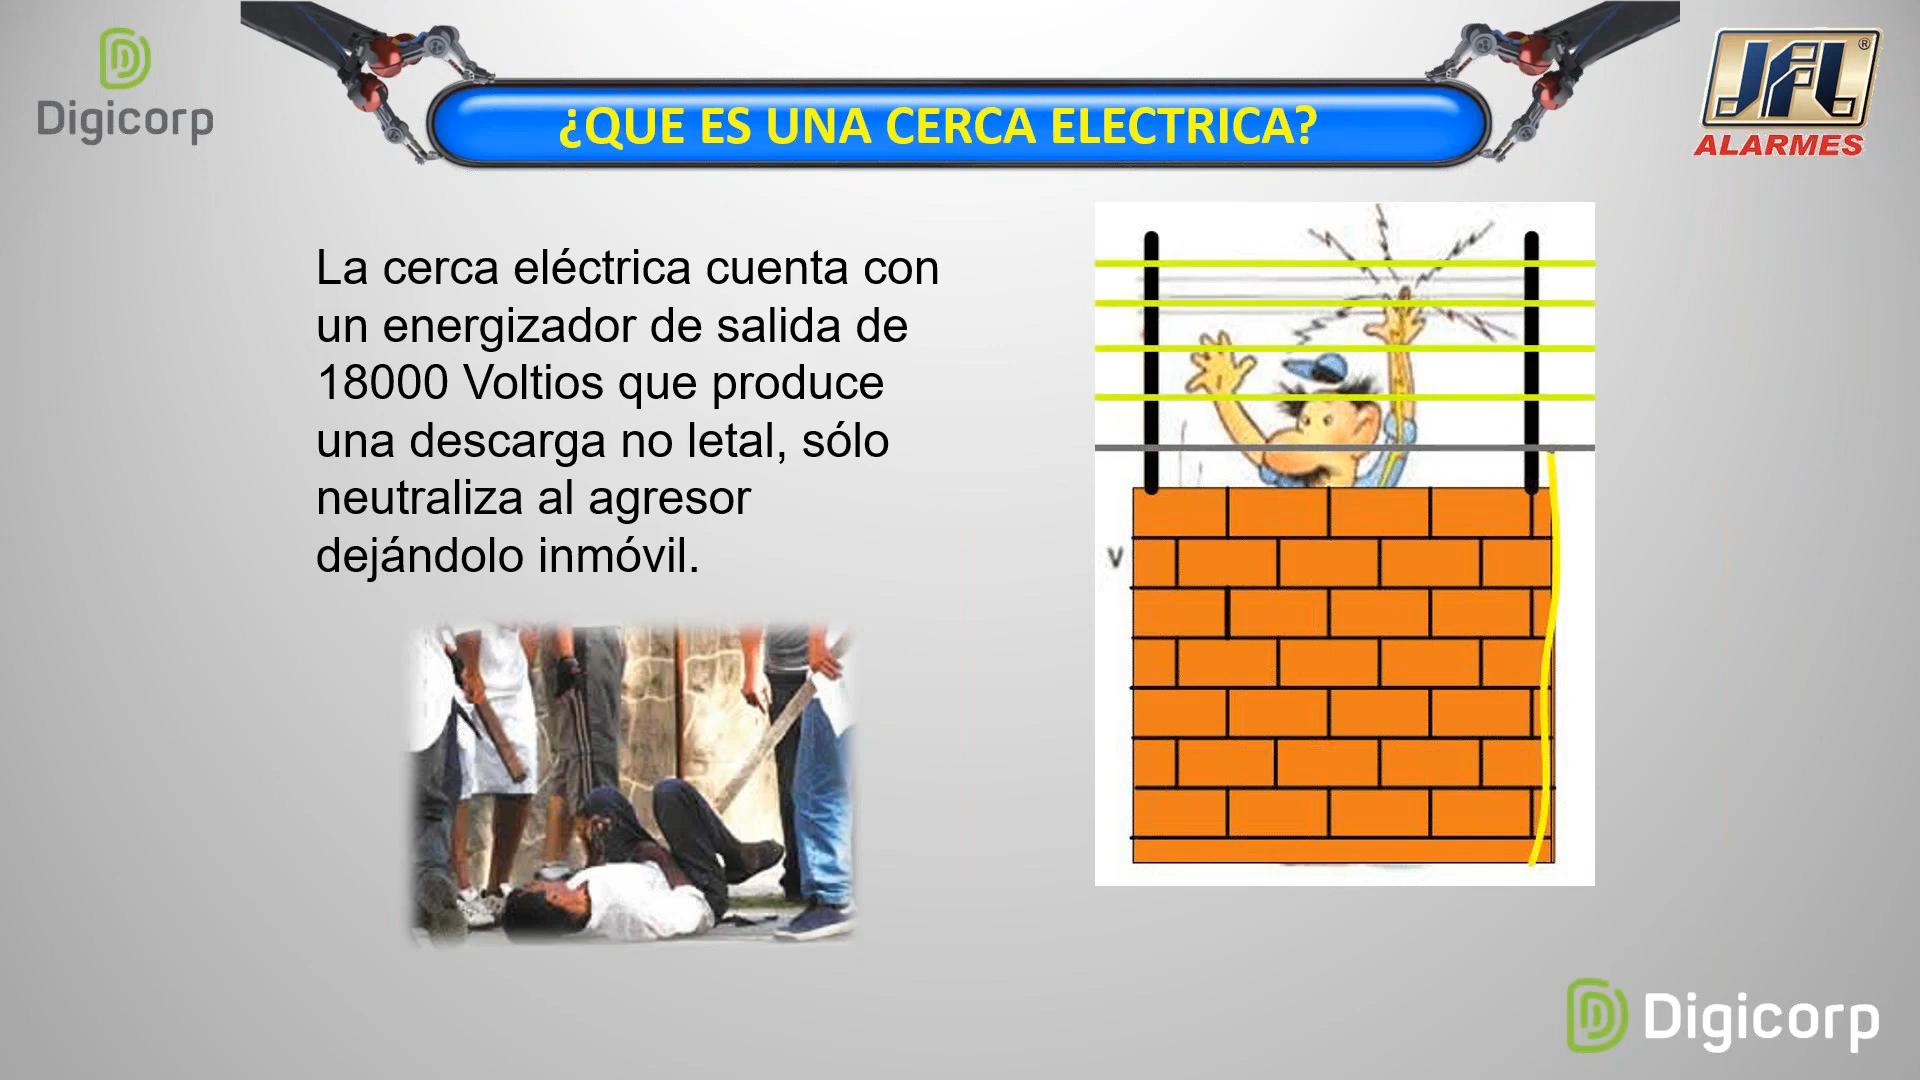 Digicorp
¿QUE ES UNA CERCA ELECTRICA?
JFL®
ALARMES
La cerca eléctrica cuenta con
un energizador de salida de
18000 Voltios que produce
una descarga no letal, sólo
neutraliza al agresor
dejándolo inmóvil.
v
Digicorp